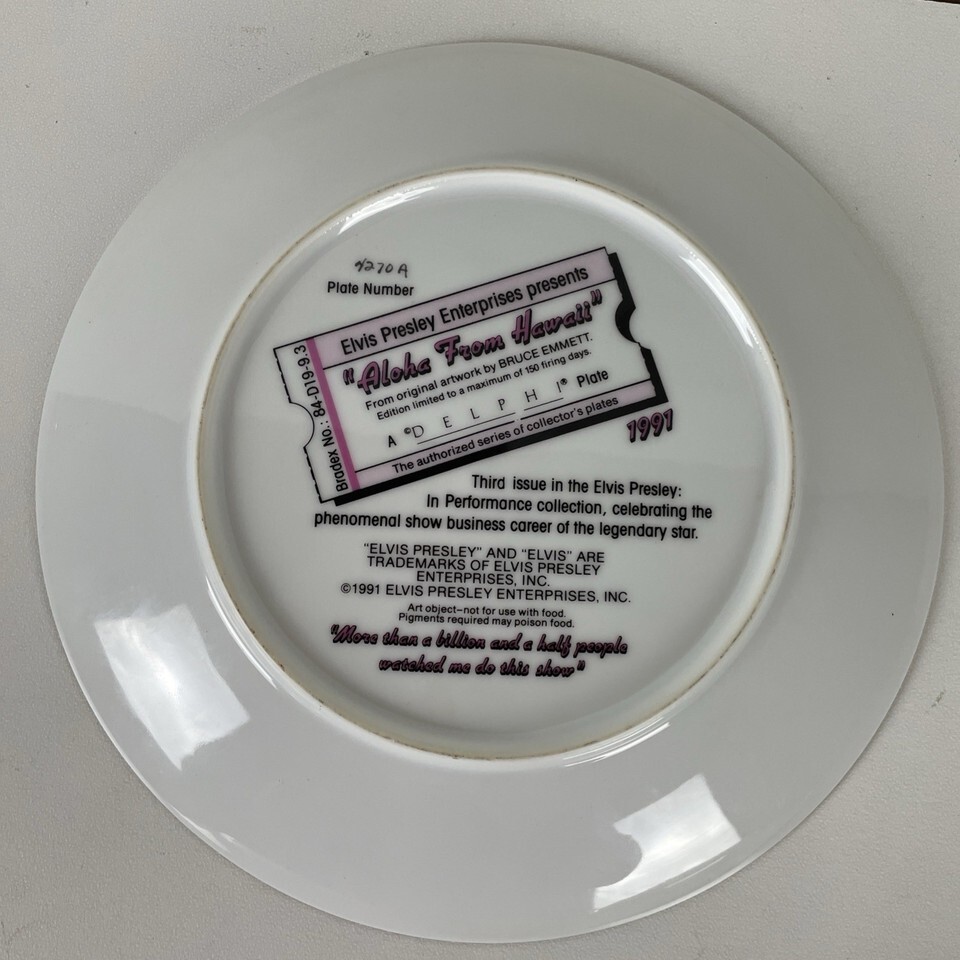 4270A
Plate Number
Bradex No.: 84-D19-9.3
Elvis Presley Enterprises presents
"Aloha From Hawaii"
From original artwork by BRUCE EMMETT.
Edition limited to a maximum of 150 firing days.
A ©DELPHI® Plate
The authorized series of collector's plates
1991
Third issue in the Elvis Presley:
In Performance collection, celebrating the
phenomenal show business career of the legendary star.
"ELVIS PRESLEY" AND "ELVIS" ARE
TRADEMARKS OF ELVIS PRESLEY
ENTERPRISES, INC.
©1991 ELVIS PRESLEY ENTERPRISES, INC.
Art object–not for use with food.
Pigments required may poison food.
"More than a billion and a half people
watched me do this show"